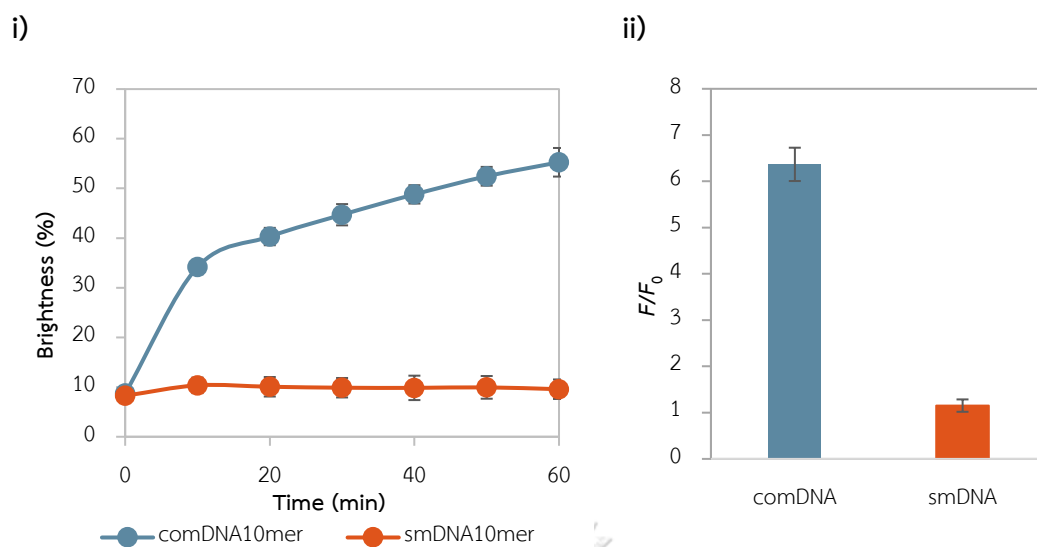 i)
ii)
70
60
50
40
30
20
10
0
Brightness (%)
0
20
40
60
Time (min)
comDNA10mer
smDNA10mer
8
7
6
5
4
3
2
1
0
F/F₀
comDNA
smDNA